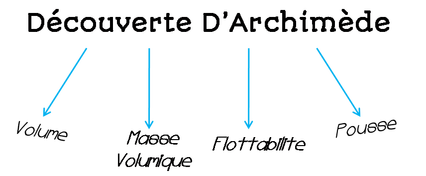 Découverte D'Archimède
Volume
Masse
Volumique
Flottabilite
Pousse